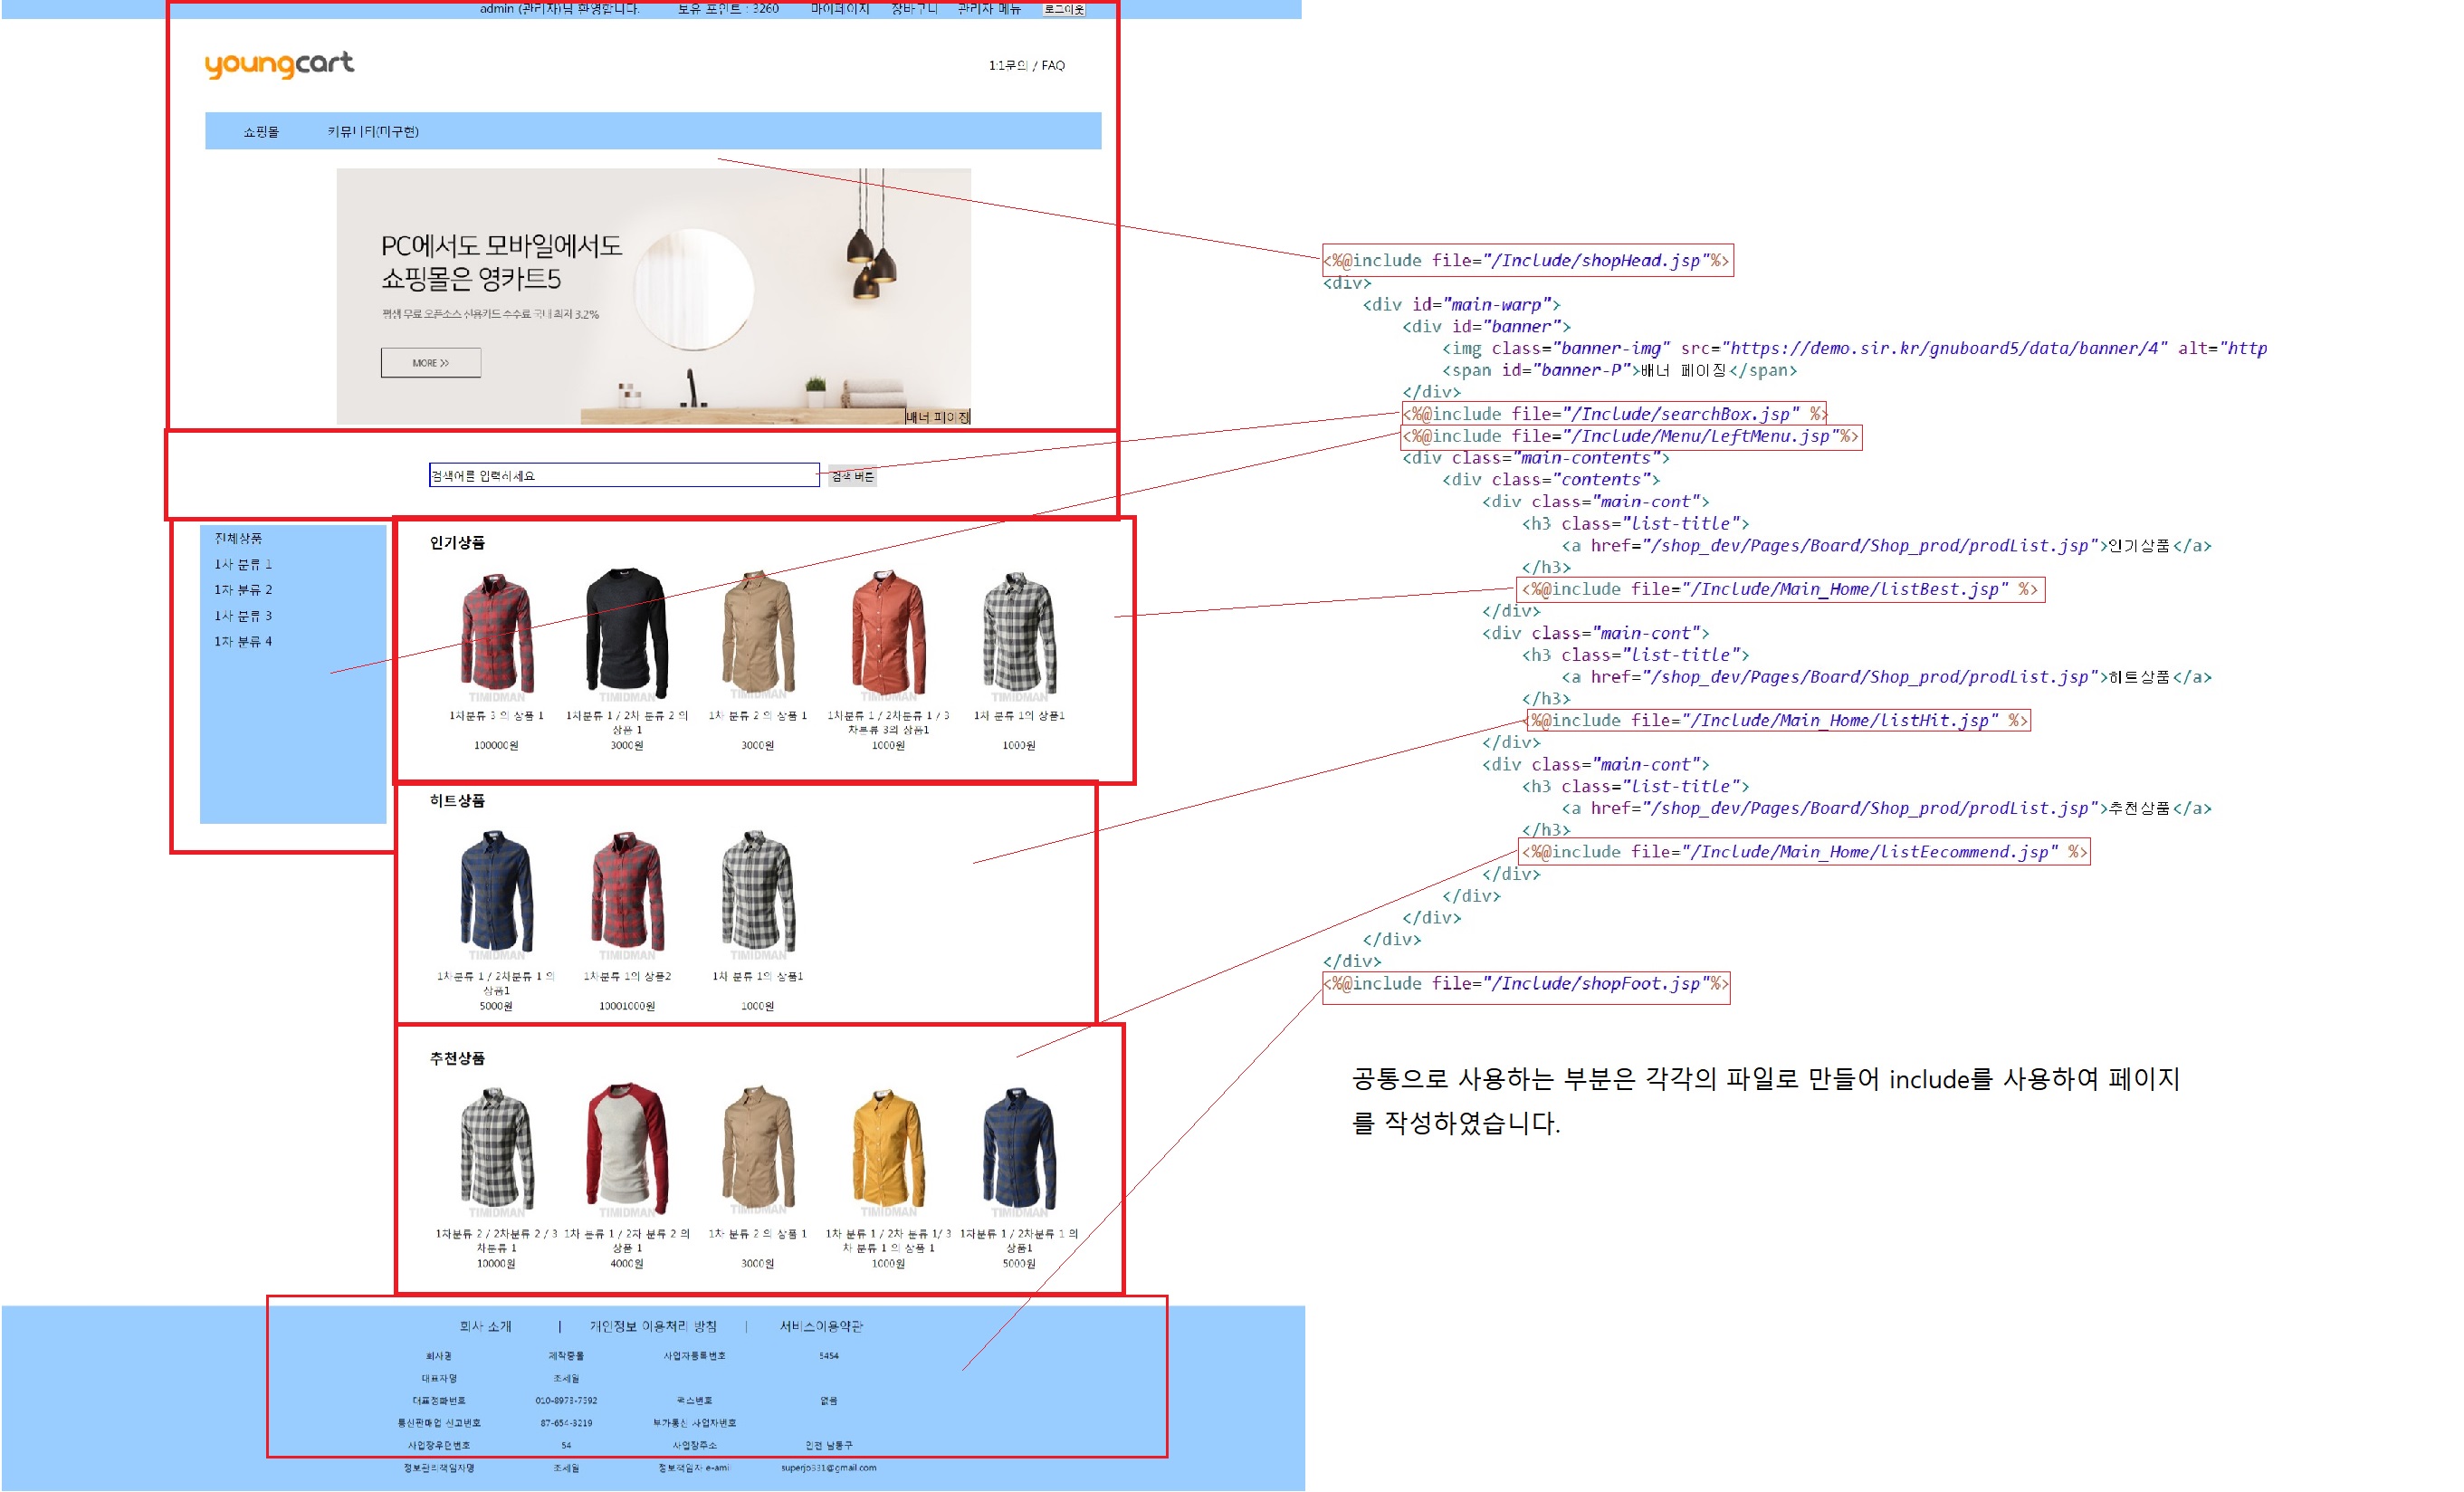 admin (관리자)님 환영합니다. 보유 포인트 : 3260 마이페이지 장바구니 관리자 메뉴 로그아웃
youngcart
1:1문의 / FAQ
쇼핑몰 커뮤니티(미구현)
PC에서도 모바일에서도
쇼핑몰은 영카트5
평생 무료 오픈소스 신용카드 수수료 국내 최저 3.2%
MORE >>
배너 페이징
검색어를 입력하세요 검색 버튼
전체상품
1차 분류 1
1차 분류 2
1차 분류 3
1차 분류 4
인기상품
TIMIDMAN TIMIDMAN TIMIDMAN TIMIDMAN TIMIDMAN
1차분류 3 의 상품 1 1차분류 1 / 2차 분류 2 의 1차 분류 2 의 상품 1 1차분류 1 / 2차분류 1 / 3 1차 분류 1의 상품1
상품 1 차분류 3의 상품1
100000원 3000원 3000원 1000원 1000원
히트상품
TIMIDMAN TIMIDMAN TIMIDMAN
1차분류 1 / 2차분류 1 의 1차분류 1의 상품2 1차 분류 1의 상품1
상품1
5000원 10001000원 1000원
추천상품
TIMIDMAN TIMIDMAN TIMIDMAN TIMIDMAN TIMIDMAN
1차분류 2 / 2차분류 2 / 3 1차 분류 1 / 2차 분류 2 의 1차 분류 2 의 상품 1 1차 분류 1 / 2차 분류 1/ 3 1차분류 1 / 2차분류 1 의
차분류 1 상품 1 차 분류 1 의 상품 1 상품1
10000원 4000원 3000원 1000원 5000원
회사 소개 | 개인정보 이용처리 방침 | 서비스이용약관
회사명 제작중몰 사업자등록번호 5454
대표자명 조세일
대표전화번호 010-8973-7592 팩스번호 없음
통신판매업 신고번호 87-654-3219 부가통신 사업자번호
사업장우편번호 54 사업장주소 인천 남동구
정보관리책임자명 조세일 정보책임자 e-amil superjo331@gmail.com
<%@include file="/Include/shopHead.jsp"%>
<div>
<div id="main-warp">
<div id="banner">
<img class="banner-img" src="https://demo.sir.kr/gnuboard5/data/banner/4" alt="http
<span id="banner-P">배너 페이징</span>
</div>
<%@include file="/Include/searchBox.jsp" %>
<%@include file="/Include/Menu/LeftMenu.jsp"%>
<div class="main-contents">
<div class="contents">
<div class="main-cont">
<h3 class="list-title">
<a href="/shop_dev/Pages/Board/Shop_prod/prodList.jsp">인기상품</a>
</h3>
<%@include file="/Include/Main_Home/listBest.jsp" %>
</div>
<div class="main-cont">
<h3 class="list-title">
<a href="/shop_dev/Pages/Board/Shop_prod/prodList.jsp">히트상품</a>
</h3>
<%@include file="/Include/Main_Home/listHit.jsp" %>
</div>
<div class="main-cont">
<h3 class="list-title">
<a href="/shop_dev/Pages/Board/Shop_prod/prodList.jsp">추천상품</a>
</h3>
<%@include file="/Include/Main_Home/listEecommend.jsp" %>
</div>
</div>
</div>
</div>
</div>
<%@include file="/Include/shopFoot.jsp"%>
공통으로 사용하는 부분은 각각의 파일로 만들어 include를 사용하여 페이지
를 작성하였습니다.